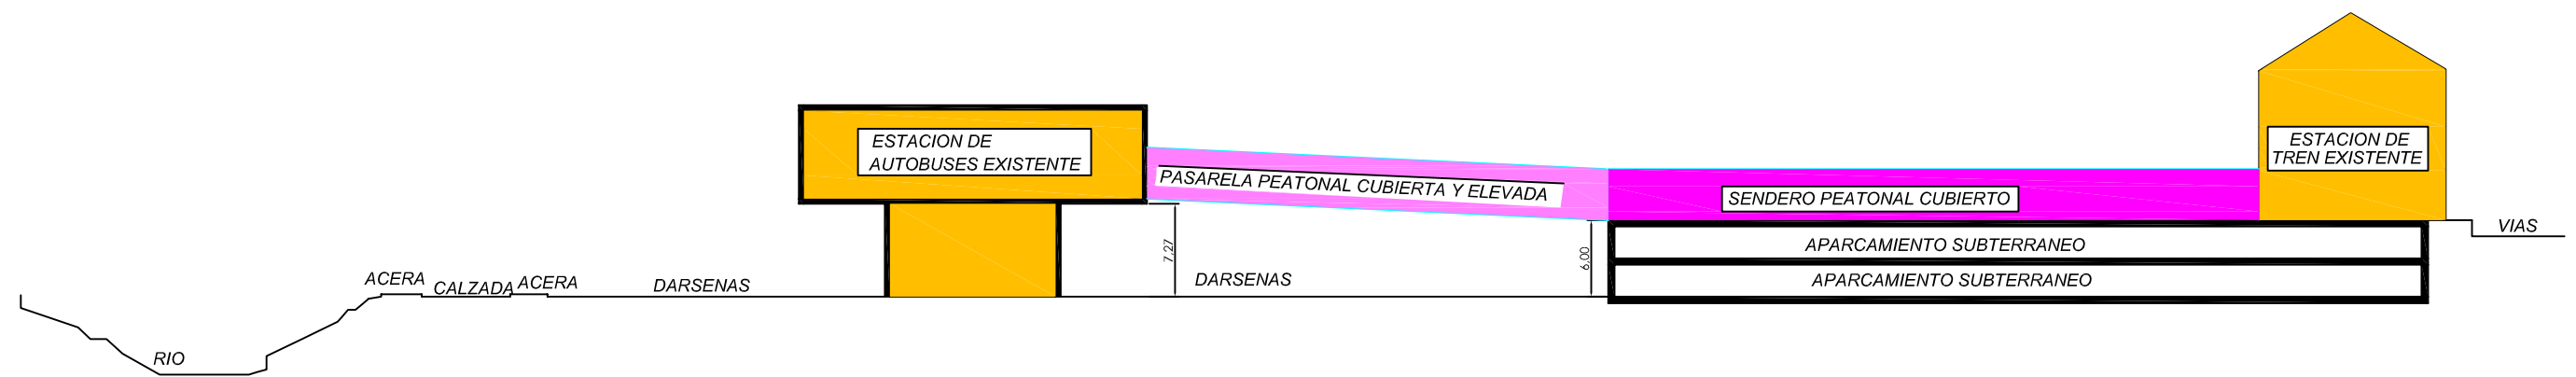 ESTACION DE
AUTOBUSES EXISTENTE
PASARELA PEATONAL CUBIERTA Y ELEVADA
SENDERO PEATONAL CUBIERTO
ESTACION DE
TREN EXISTENTE
VIAS
7.27
6.00
APARCAMIENTO SUBTERRANEO
APARCAMIENTO SUBTERRANEO
ACERA
CALZADA
ACERA
DARSENAS
DARSENAS
RIO